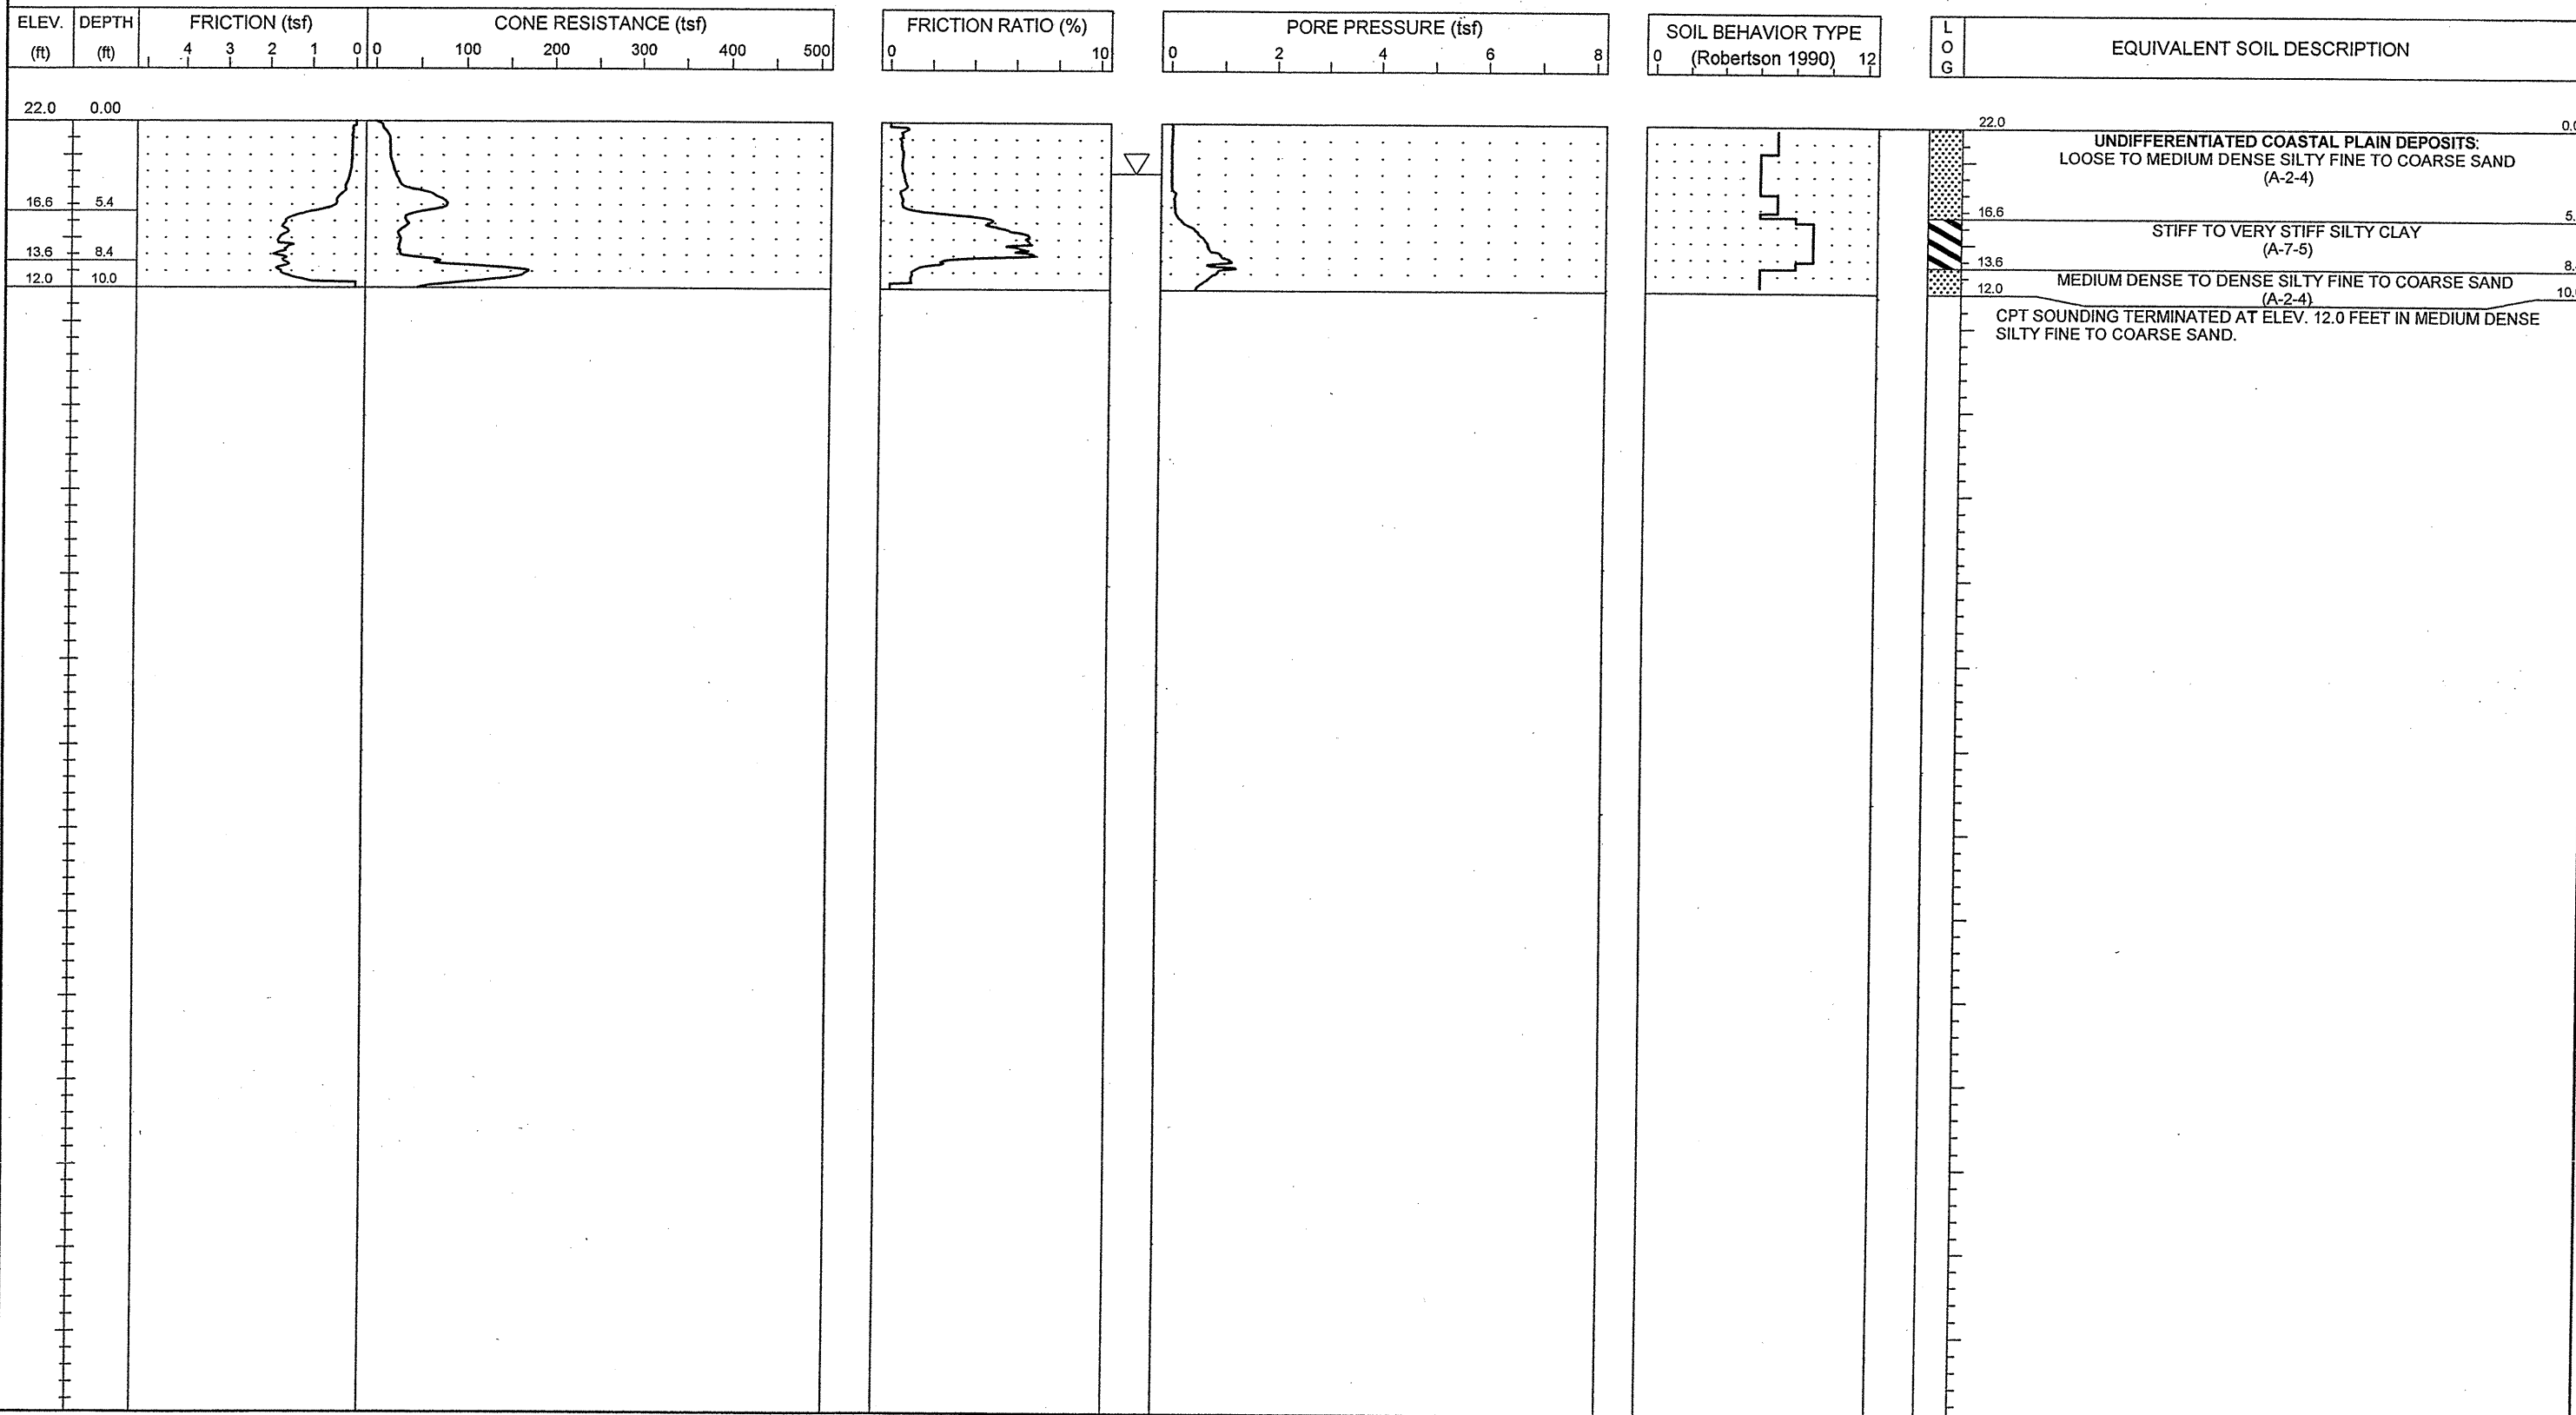 ELEV. DEPTH FRICTION (tsf) CONE RESISTANCE (tsf) FRICTION RATIO (%) PORE PRESSURE (tsf) SOIL BEHAVIOR TYPE LOG EQUIVALENT SOIL DESCRIPTION
(ft) (ft) 4 3 2 1 0 0 100 200 300 400 500 0 10 0 2 4 6 8 0 (Robertson 1990) 12
22.0 0.00
22.0 0.0
UNDIFFERENTIATED COASTAL PLAIN DEPOSITS:
LOOSE TO MEDIUM DENSE SILTY FINE TO COARSE SAND
(A-2-4)
16.6 5.4
16.6 5.
STIFF TO VERY STIFF SILTY CLAY
(A-7-5)
13.6 8.4
13.6 8.
MEDIUM DENSE TO DENSE SILTY FINE TO COARSE SAND
12.0 10.0
12.0 (A-2-4) 10.
CPT SOUNDING TERMINATED AT ELEV. 12.0 FEET IN MEDIUM DENSE
SILTY FINE TO COARSE SAND.